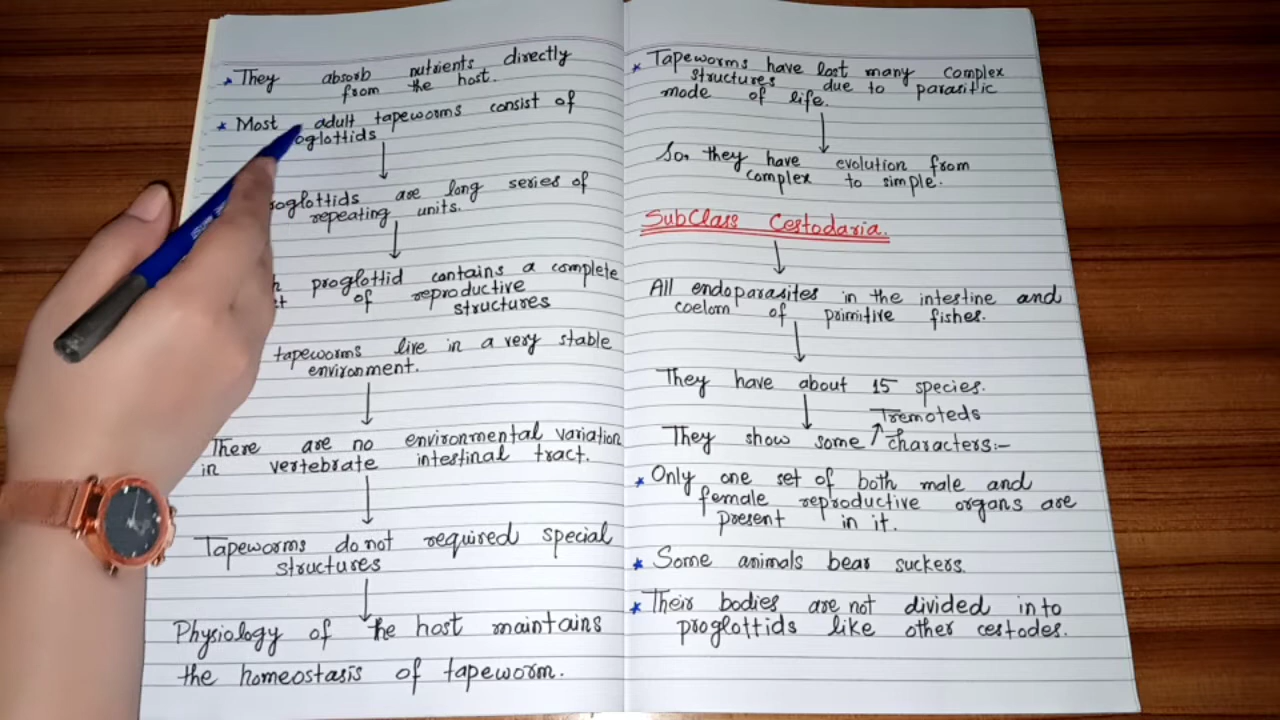 ★ They absorb nutrients directly
from the host.
★ Most adult tapeworms consist of
oglottids
roglottids are long series of
repeating units.
proglottid contains a complete
of reproductive
structures
tapeworms live in a very stable
environment.
There are no environmental variation
in vertebrate intestinal tract.
Tapeworms do not required special
structures
Physiology of the host maintains
the homeostasis of tapeworm.
★ Tapeworms have lost many complex
structures due to parasitic
mode of life.
So, they have evolution from
complex to simple.
SubClass Cestodaria.
All endoparasites in the intestine and
coelom of primitive fishes.
They have about 15 species.
Tremoteds
They show some characters:-
★ Only one set of both male and
female reproductive organs are
present in it.
★ Some animals bear suckers.
★ Their bodies are not divided into
proglottids like other cestodes.